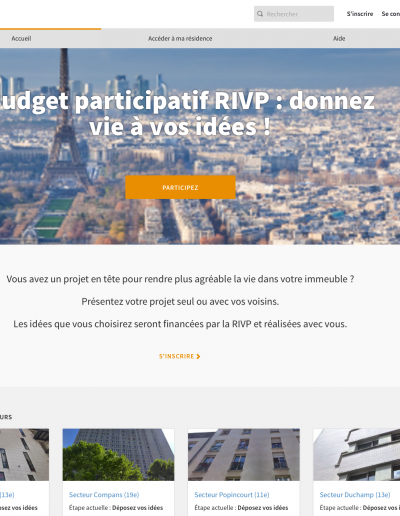 Rechercher
S'inscrire
Se con
Accueil
Accéder à ma résidence
Aide
udget participatif RIVP : donnez
vie à vos idées !
PARTICIPEZ
Vous avez un projet en tête pour rendre plus agréable la vie dans votre immeuble ?
Présentez votre projet seul ou avec vos voisins.
Les idées que vous choisirez seront financées par la RIVP et réalisées avec vous.
S'INSCRIRE
URS
(13e)
Secteur Compans (19e)
Secteur Popincourt (11e)
Secteur Duchamp (13e)
Déposez vos idées
Étape actuelle : Déposez vos idées
Étape actuelle : Déposez vos idées
Étape actuelle : Déposez vos idées